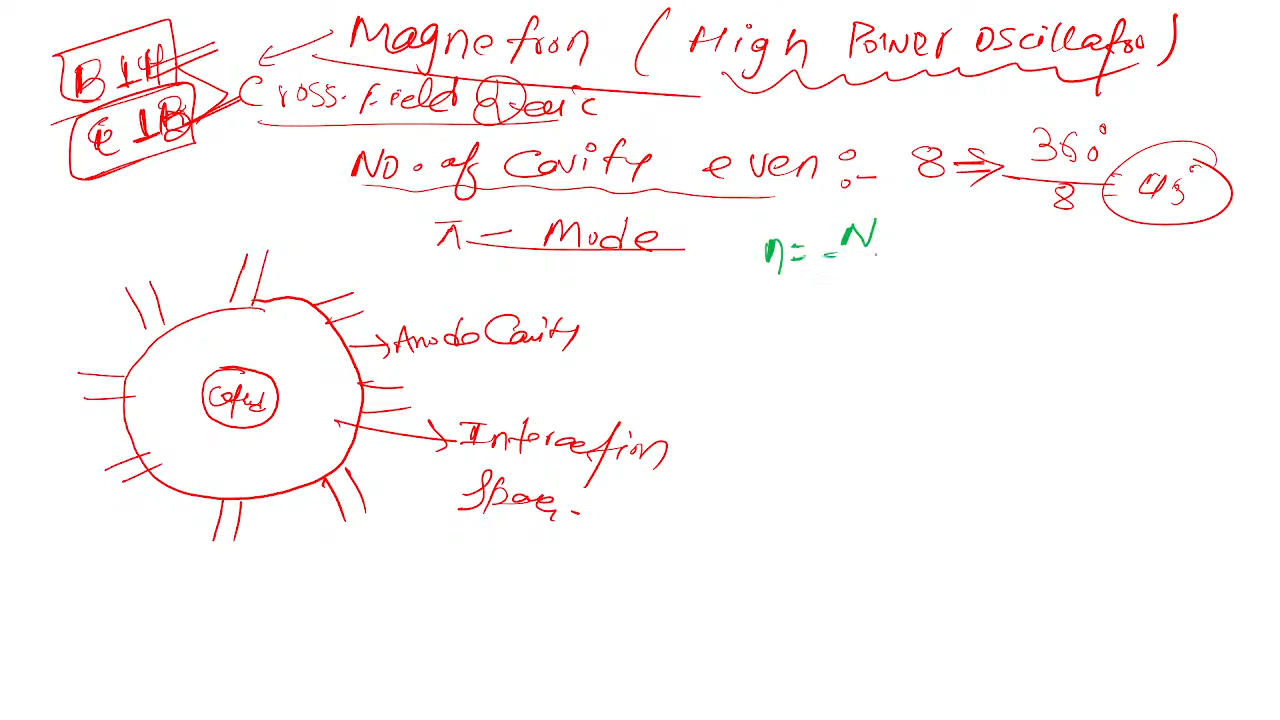 Magnetron ( High Power Oscillator )
Cross-field Device
No. of Cavity even :- 8 ⇒ 360° / 8 45°
π - Mode
n = - N
Anode Cavity
Interaction
Space